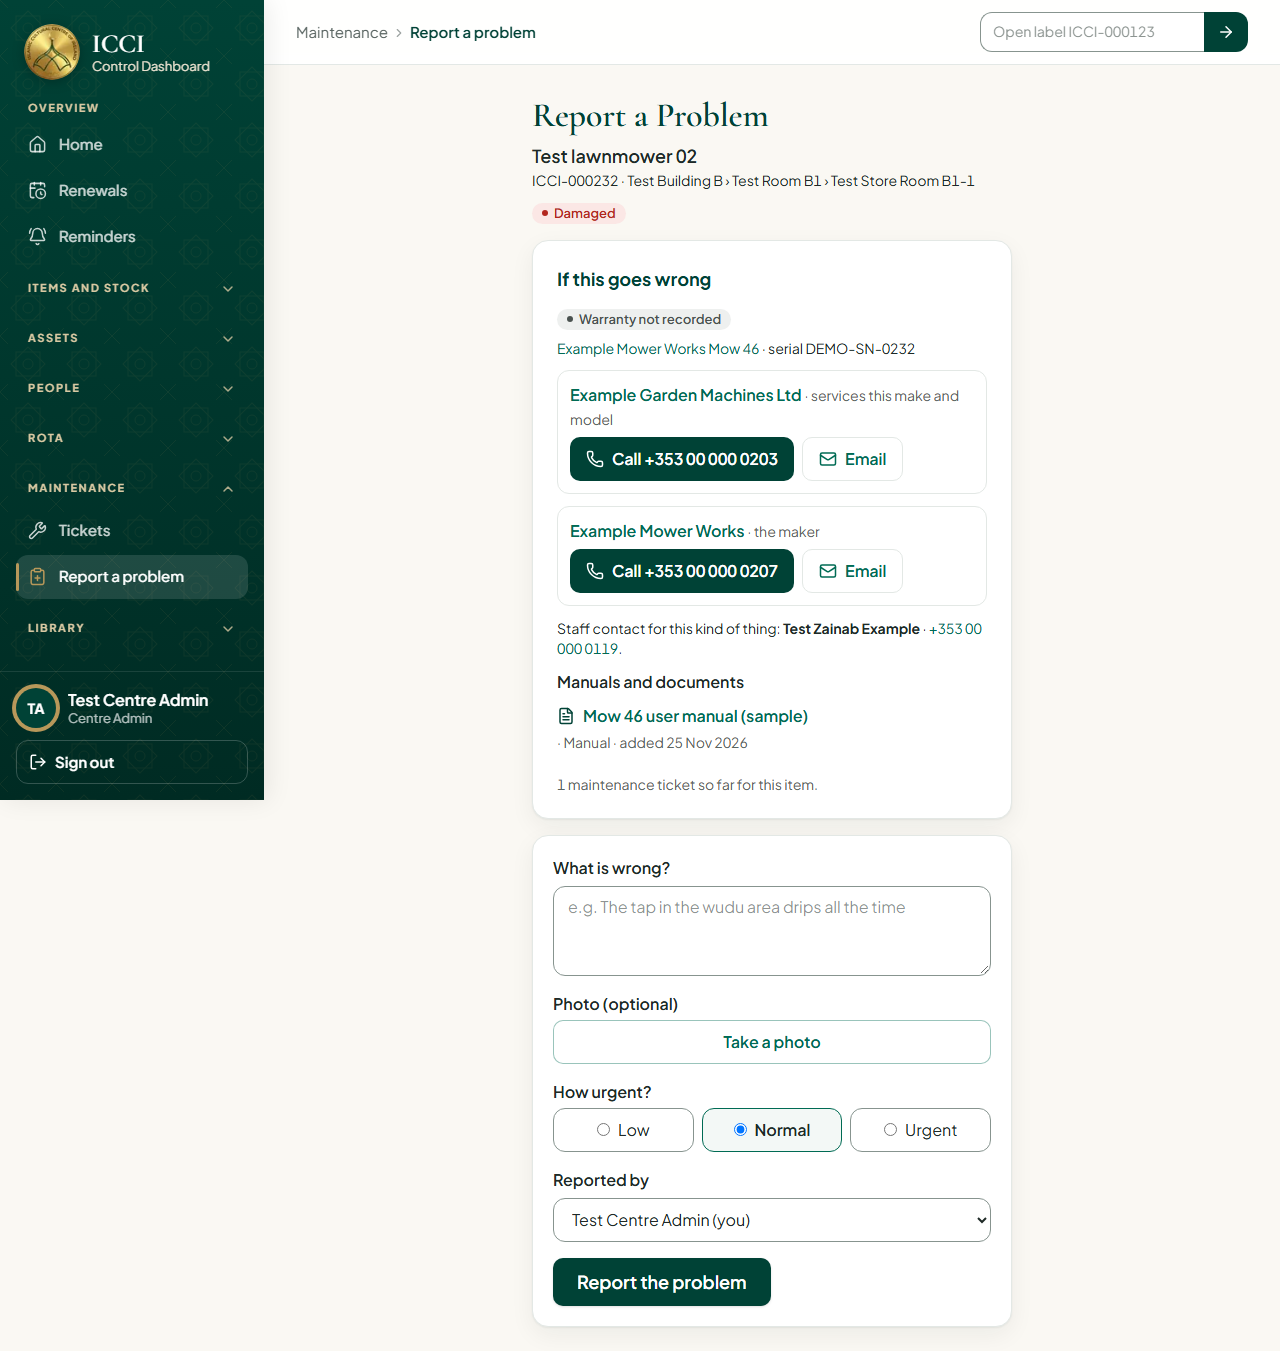 ICCI
Control Dashboard
OVERVIEW
Home
Renewals
Reminders
ITEMS AND STOCK
ASSETS
PEOPLE
ROTA
MAINTENANCE
Tickets
Report a problem
LIBRARY
TA
Test Centre Admin
Centre Admin
Sign out
Maintenance › Report a problem
Open label ICCI-000123
Report a Problem
Test lawnmower 02
ICCI-000232 · Test Building B › Test Room B1 › Test Store Room B1-1
Damaged
If this goes wrong
Warranty not recorded
Example Mower Works Mow 46 · serial DEMO-SN-0232
Example Garden Machines Ltd · services this make and
model
Call +353 00 000 0203
Email
Example Mower Works · the maker
Call +353 00 000 0207
Email
Staff contact for this kind of thing: Test Zainab Example · +353 00
000 0119.
Manuals and documents
Mow 46 user manual (sample)
· Manual · added 25 Nov 2026
1 maintenance ticket so far for this item.
What is wrong?
e.g. The tap in the wudu area drips all the time
Photo (optional)
Take a photo
How urgent?
Low
Normal
Urgent
Reported by
Test Centre Admin (you)
Report the problem